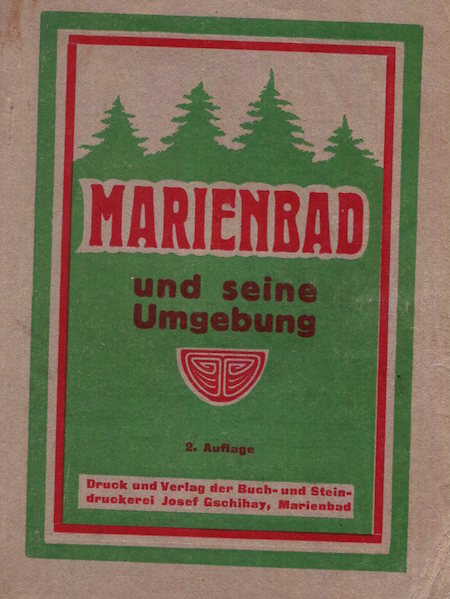 MARIENBAD
und seine
Umgebung
2. Auflage
Druck und Verlag der Buch- und Stein-
druckerei Josef Gschihay, Marienbad